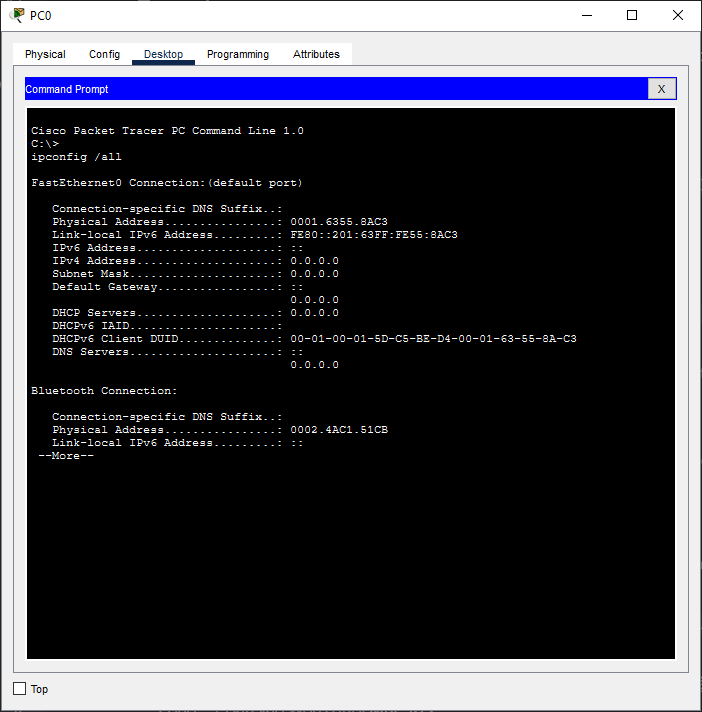 PC0
Physical Config Desktop Programming Attributes
Command Prompt X
Cisco Packet Tracer PC Command Line 1.0
C:\>
ipconfig /all
FastEthernet0 Connection:(default port)
Connection-specific DNS Suffix..:
Physical Address................: 0001.6355.8AC3
Link-local IPv6 Address.........: FE80::201:63FF:FE55:8AC3
IPv6 Address....................: ::
IPv4 Address....................: 0.0.0.0
Subnet Mask.....................: 0.0.0.0
Default Gateway.................: ::
0.0.0.0
DHCP Servers....................: 0.0.0.0
DHCPv6 IAID.....................:
DHCPv6 Client DUID..............: 00-01-00-01-5D-C5-BE-D4-00-01-63-55-8A-C3
DNS Servers.....................: ::
0.0.0.0
Bluetooth Connection:
Connection-specific DNS Suffix..:
Physical Address................: 0002.4AC1.51CB
Link-local IPv6 Address.........: ::
--More--
Top